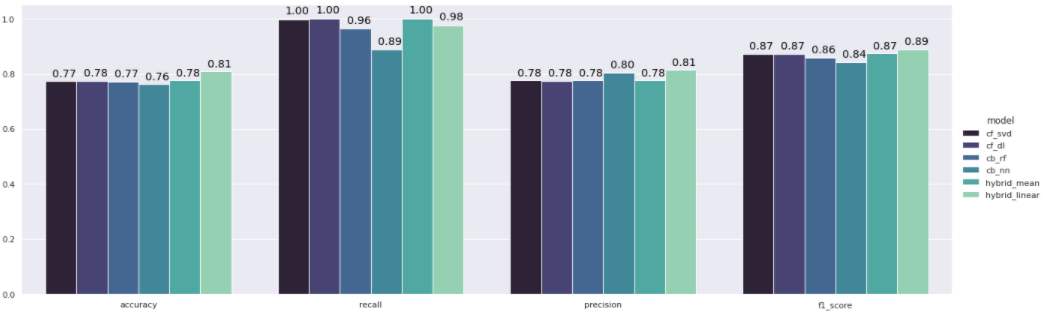 1.0
0.8
0.6
0.4
0.2
0.0
0.77 0.78 0.77 0.76 0.78 0.81
1.00 1.00 0.96 0.89 1.00 0.98
0.78 0.78 0.78 0.80 0.78 0.81
0.87 0.87 0.86 0.84 0.87 0.89
accuracy recall precision f1_score
model
cf_svd
cf_dl
cb_rf
cb_nn
hybrid_mean
hybrid_linear